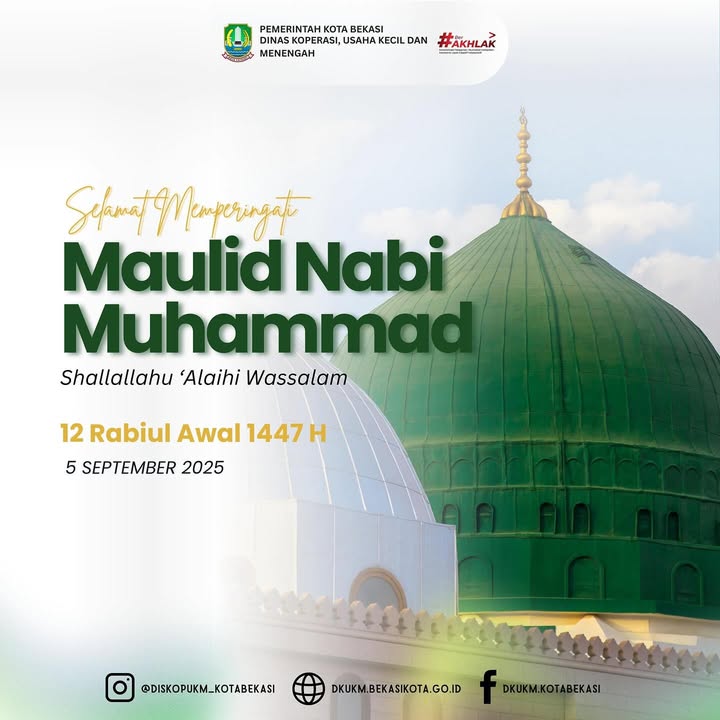 PEMERINTAH KOTA BEKASI
DINAS KOPERASI, USAHA KECIL DAN
MENENGAH
#BerAKHLAK>
Selamat Memperingati
Maulid Nabi
Muhammad
Shallallahu ‘Alaihi Wassalam
12 Rabiul Awal 1447 H
5 SEPTEMBER 2025
@DISKOPUKM_KOTABEKASI
DKUKM.BEKASIKOTA.GO.ID
DKUKM.KOTABEKASI